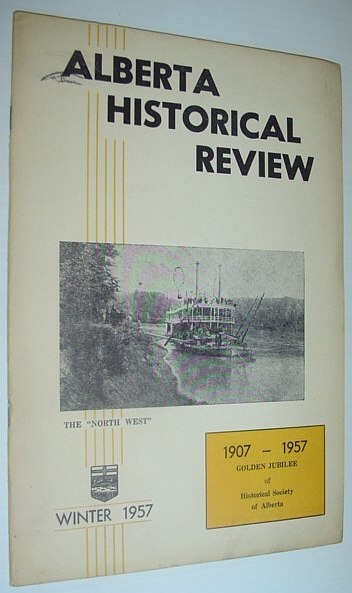 ALBERTA
HISTORICAL
REVIEW
THE "NORTH WEST"
WINTER 1957
1907 – 1957
GOLDEN JUBILEE
of
Historical Society
of Alberta